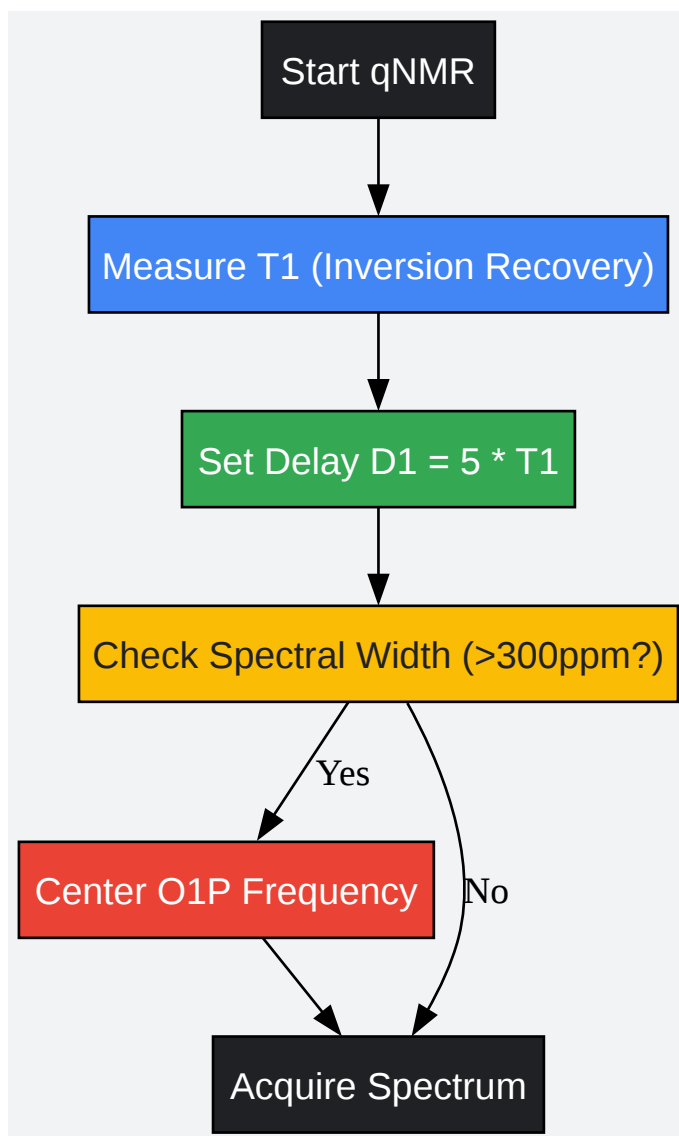 Start qNMR
Measure T1 (Inversion Recovery)
Set Delay D1 = 5 * T1
Check Spectral Width (>300ppm?)
Yes
Center O1P Frequency
No
Acquire Spectrum